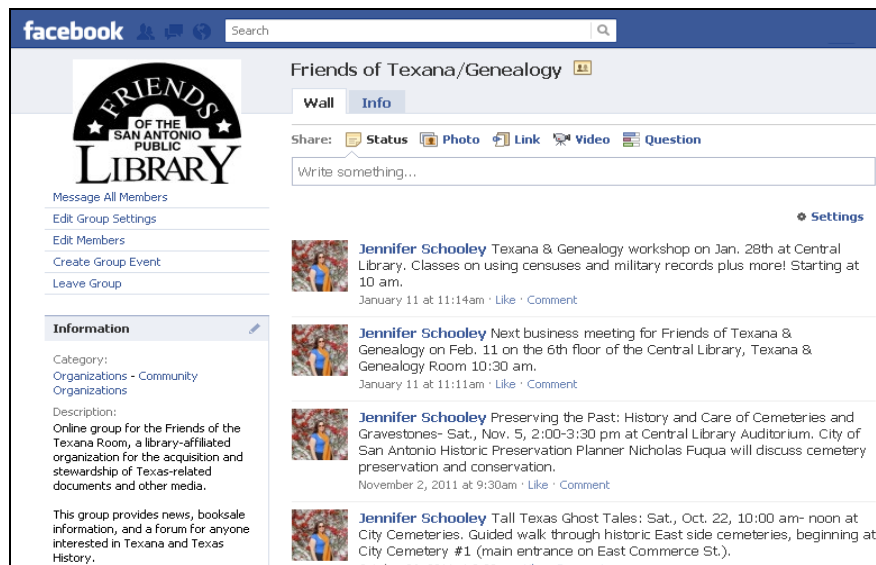 facebook
Search
FRIENDS
OF THE
SAN ANTONIO
PUBLIC
LIBRARY
Message All Members
Edit Group Settings
Edit Members
Create Group Event
Leave Group
Information
Category:
Organizations - Community
Organizations
Description:
Online group for the Friends of the
Texana Room, a library-affiliated
organization for the acquisition and
stewardship of Texas-related
documents and other media.
This group provides news, booksale
information, and a forum for anyone
interested in Texana and Texas
History.
Friends of Texana/Genealogy
Wall Info
Share: Status Photo Link Video Question
Write something...
Settings
Jennifer Schooley Texana & Genealogy workshop on Jan. 28th at Central
Library. Classes on using censuses and military records plus more! Starting at
10 am.
January 11 at 11:14am · Like · Comment
Jennifer Schooley Next business meeting for Friends of Texana &
Genealogy on Feb. 11 on the 6th floor of the Central Library, Texana &
Genealogy Room 10:30 am.
January 11 at 11:11am · Like · Comment
Jennifer Schooley Preserving the Past: History and Care of Cemeteries and
Gravestones- Sat., Nov. 5, 2:00-3:30 pm at Central Library Auditorium. City of
San Antonio Historic Preservation Planner Nicholas Fuqua will discuss cemetery
preservation and conservation.
November 2, 2011 at 9:30am · Like · Comment
Jennifer Schooley Tall Texas Ghost Tales: Sat., Oct. 22, 10:00 am- noon at
City Cemeteries. Guided walk through historic East side cemeteries, beginning at
City Cemetery #1 (main entrance on East Commerce St.).